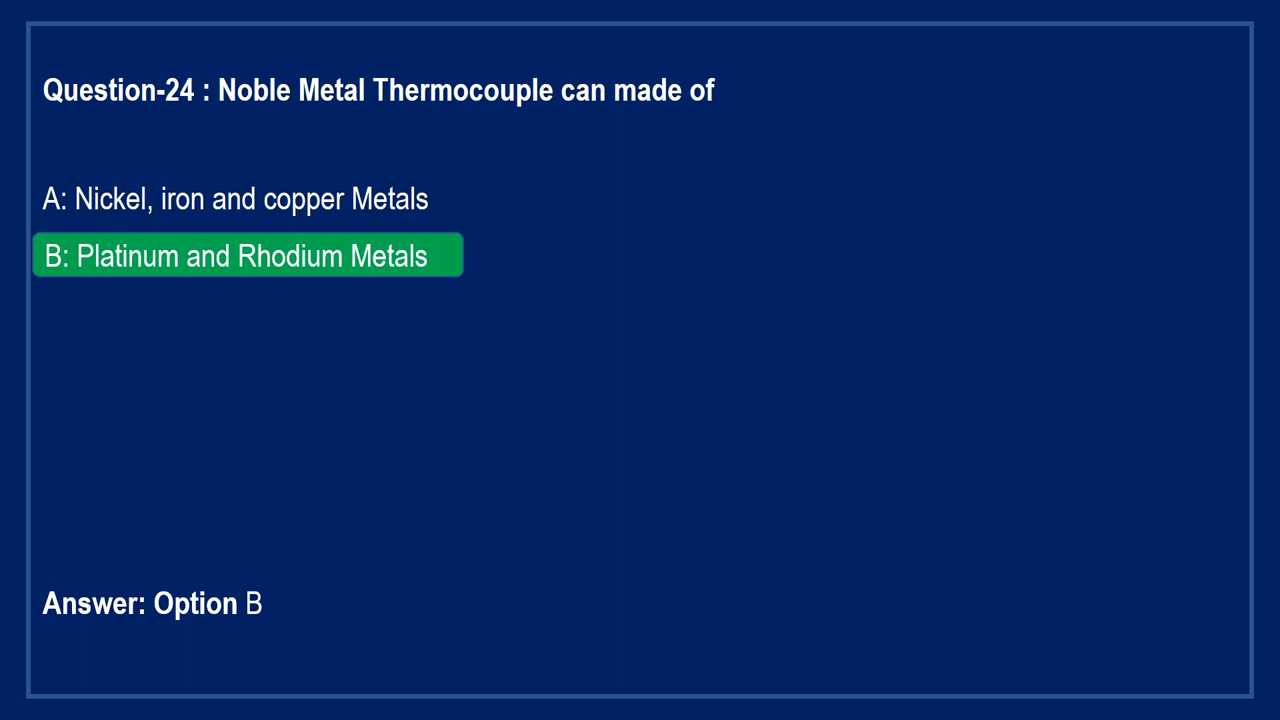 Question-24 : Noble Metal Thermocouple can made of
A: Nickel, iron and copper Metals
B: Platinum and Rhodium Metals
Answer: Option B